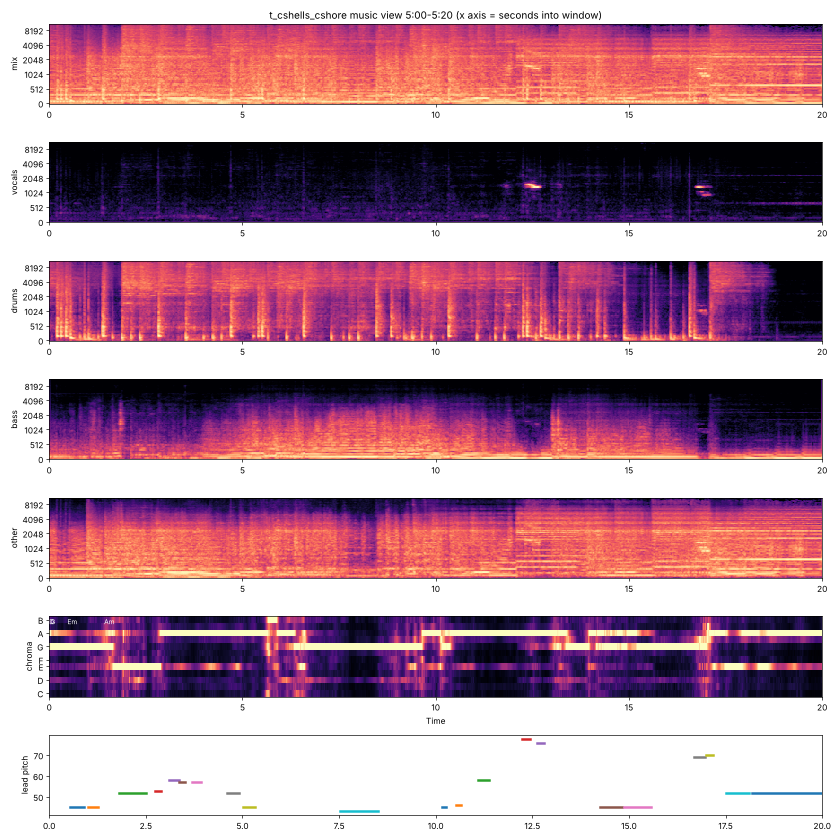 t_cshells_cshore music view 5:00-5:20 (x axis = seconds into window)
mix
8192
4096
2048
1024
512
0
0 5 10 15 20
vocals
8192
4096
2048
1024
512
0
0 5 10 15 20
drums
8192
4096
2048
1024
512
0
0 5 10 15 20
bass
8192
4096
2048
1024
512
0
0 5 10 15 20
other
8192
4096
2048
1024
512
0
0 5 10 15 20
chroma
Em Am
B
A
G
E
D
C
0 5 10 15 20
Time
lead pitch
70
60
50
0.0 2.5 5.0 7.5 10.0 12.5 15.0 17.5 20.0